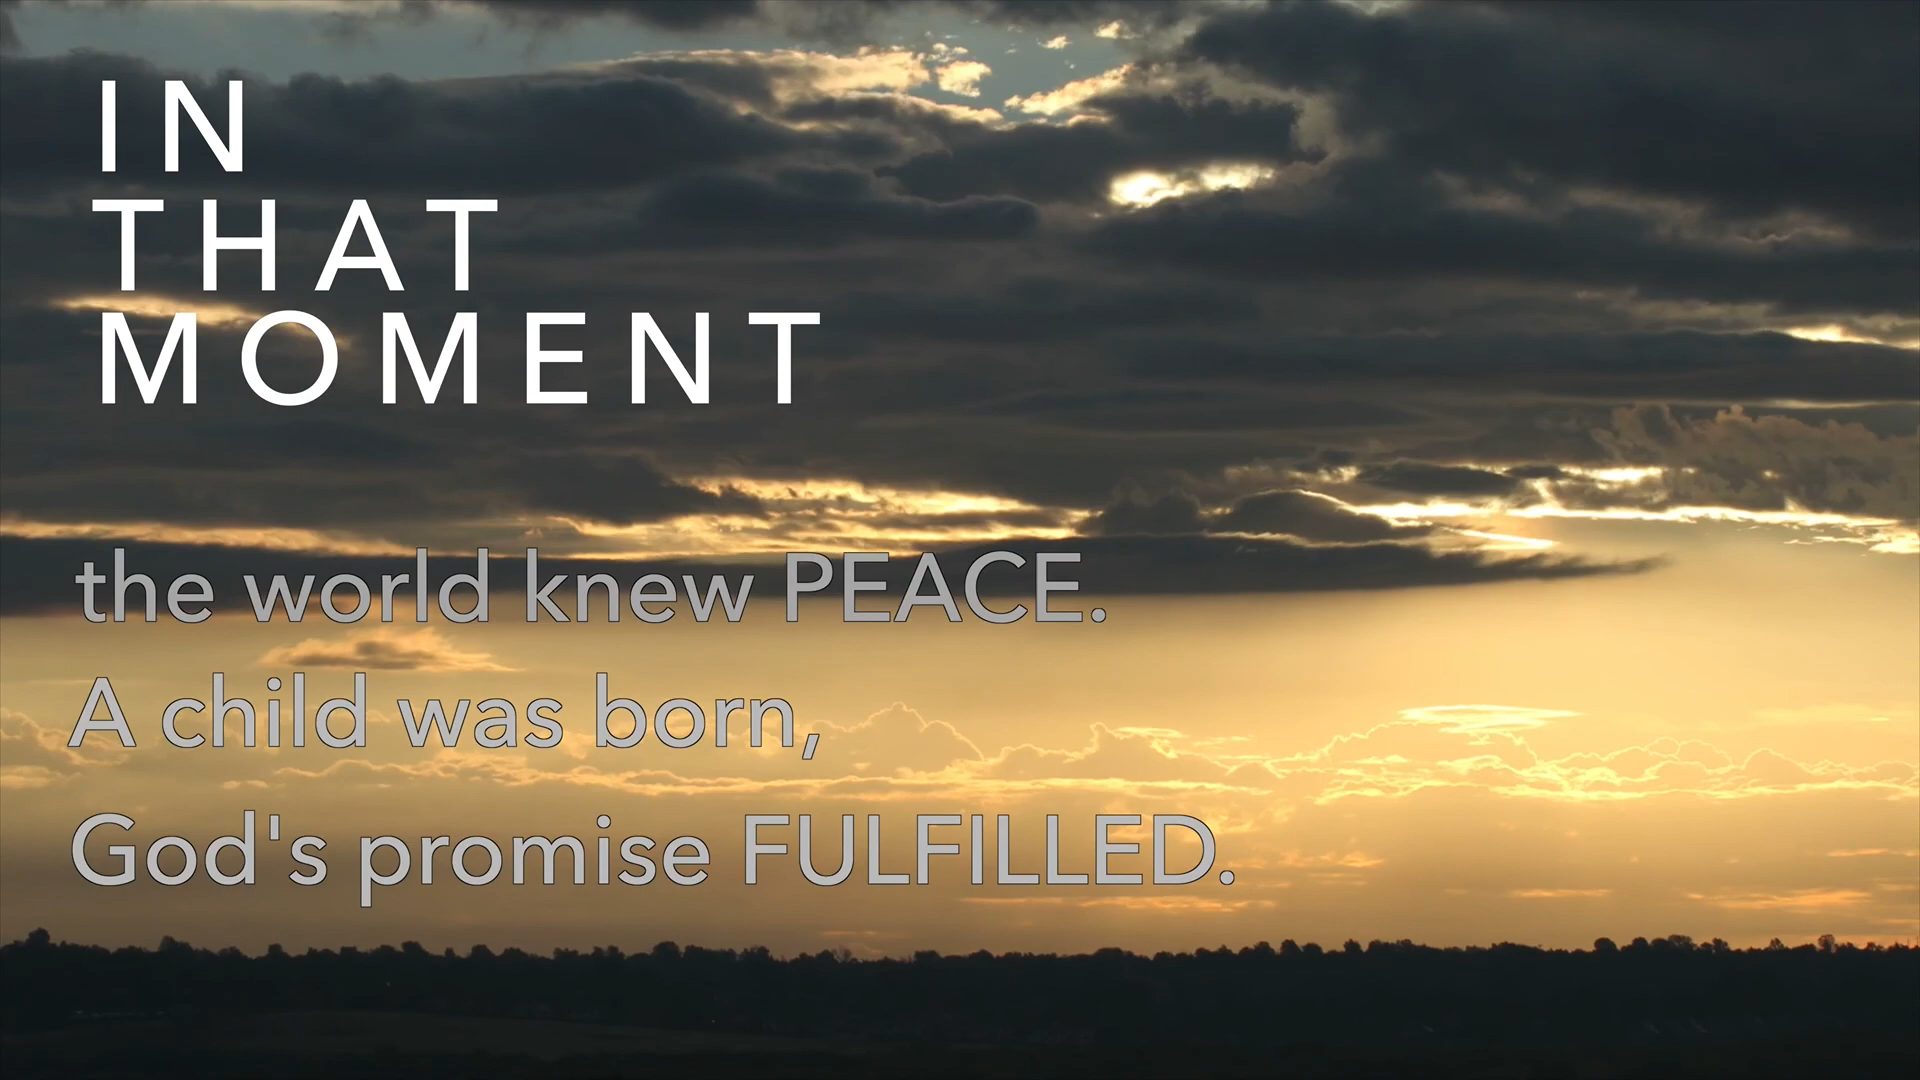 IN
THAT
MOMENT
the world knew PEACE.
A child was born,
God's promise FULFILLED.